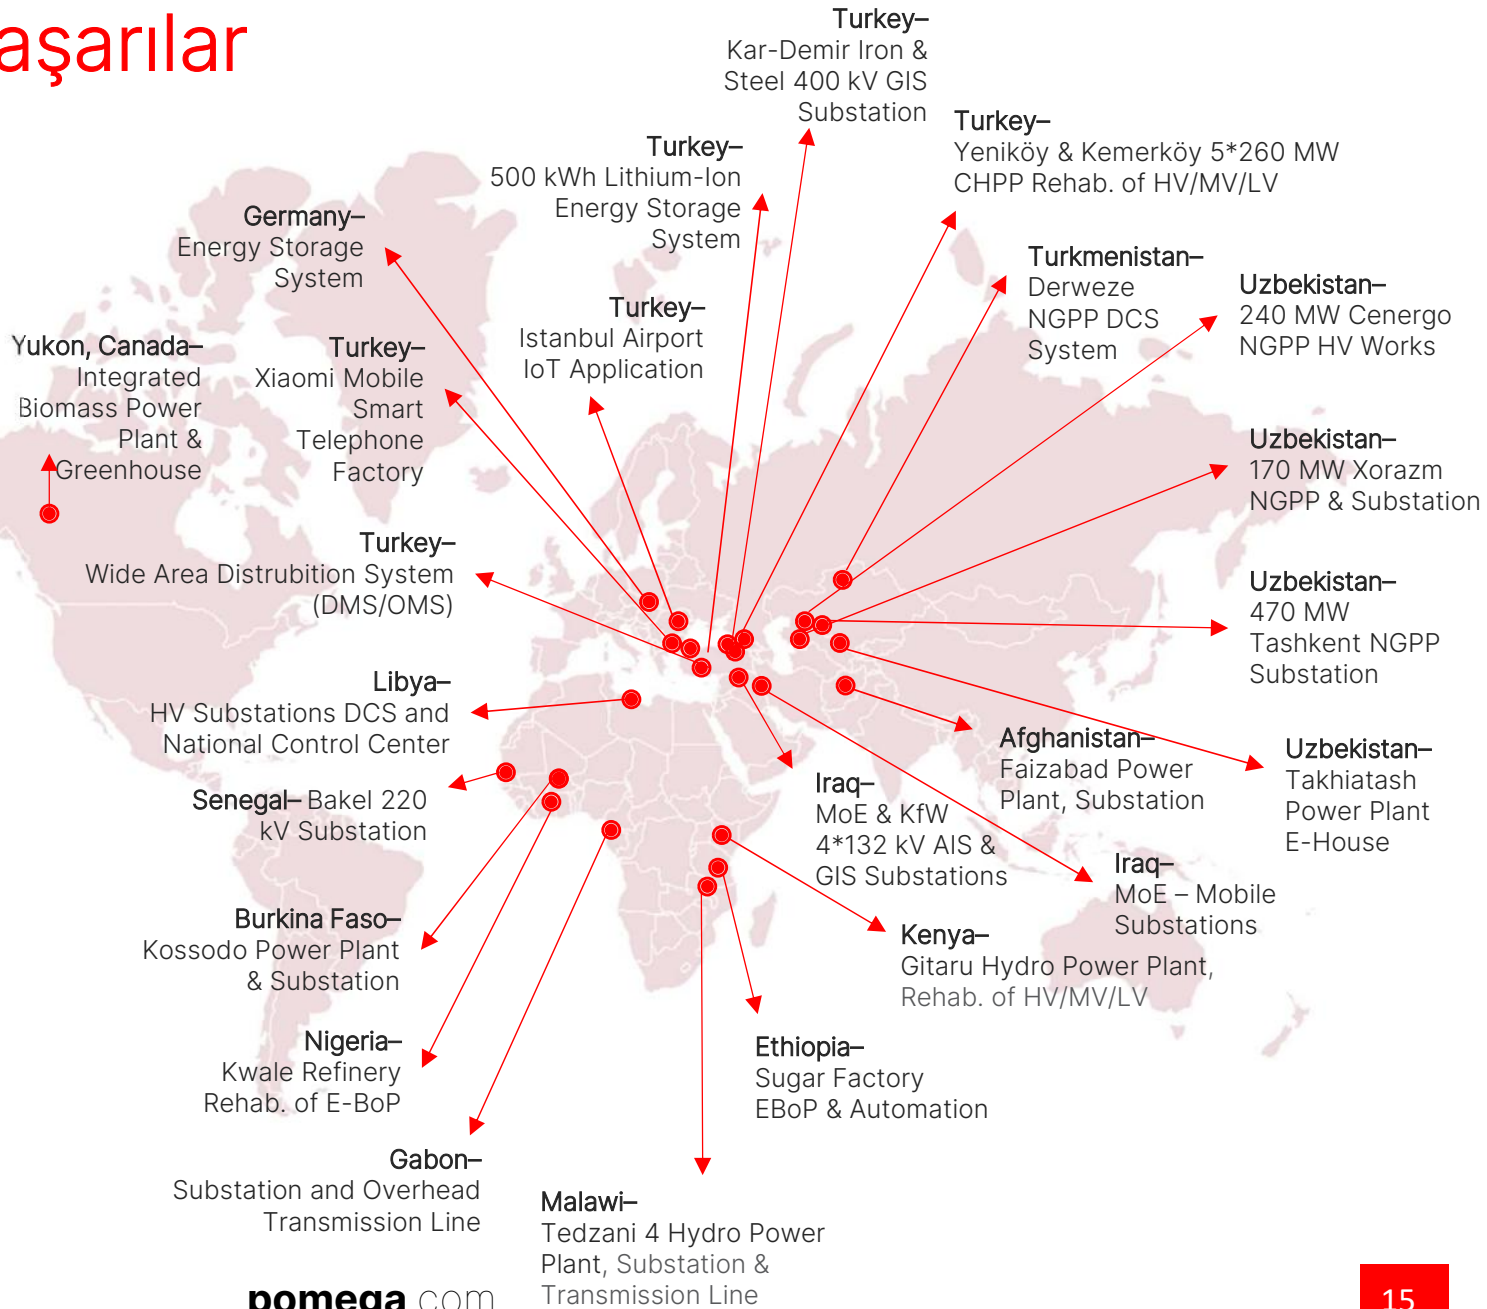 aşarılar
Turkey–
Kar-Demir Iron &
Steel 400 kV GIS
Substation
Turkey–
Yeniköy & Kemerköy 5*260 MW
CHPP Rehab. of HV/MV/LV
Turkey–
500 kWh Lithium-Ion
Energy Storage
System
Germany–
Energy Storage
System
Turkmenistan–
Derweze
NGPP DCS
System
Uzbekistan–
240 MW Cenergo
NGPP HV Works
Turkey–
Istanbul Airport
IoT Application
Yukon, Canada–
Integrated
Biomass Power
Plant &
Greenhouse
Turkey–
Xiaomi Mobile
Smart
Telephone
Factory
Uzbekistan–
170 MW Xorazm
NGPP & Substation
Turkey–
Wide Area Distrubition System
(DMS/OMS)
Uzbekistan–
470 MW
Tashkent NGPP
Substation
Libya–
HV Substations DCS and
National Control Center
Afghanistan–
Faizabad Power
Plant, Substation
Uzbekistan–
Takhiatash
Power Plant
E-House
Senegal– Bakel 220
kV Substation
Iraq–
MoE & KfW
4*132 kV AIS &
GIS Substations
Iraq–
MoE – Mobile
Substations
Burkina Faso–
Kossodo Power Plant
& Substation
Kenya–
Gitaru Hydro Power Plant,
Rehab. of HV/MV/LV
Nigeria–
Kwale Refinery
Rehab. of E-BoP
Ethiopia–
Sugar Factory
EBoP & Automation
Gabon–
Substation and Overhead
Transmission Line
Malawi–
Tedzani 4 Hydro Power
Plant, Substation &
Transmission Line
pomega.com
15